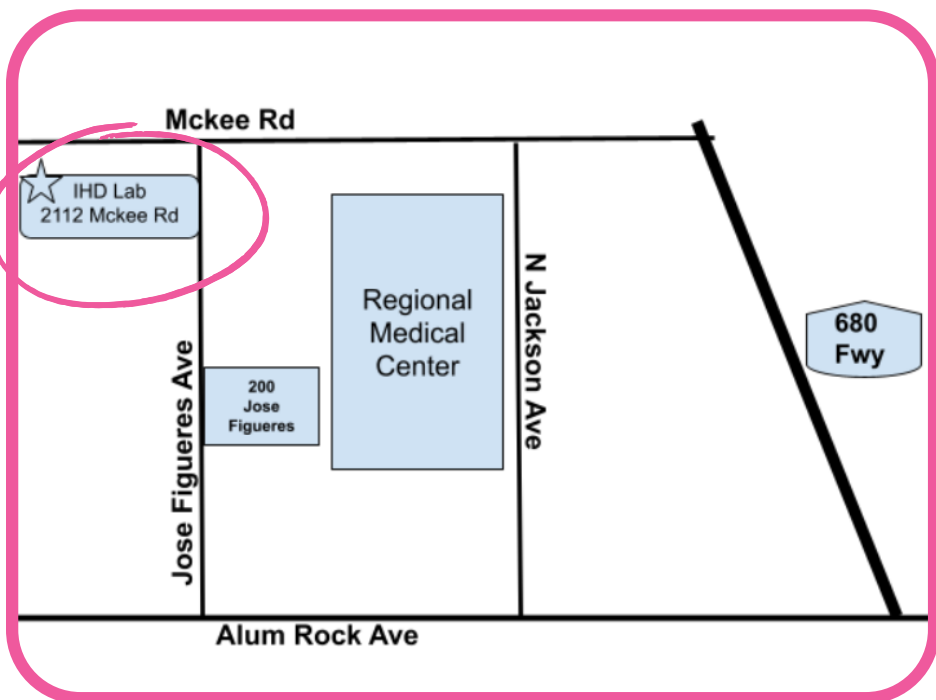 Mckee Rd
IHD Lab
2112 Mckee Rd
Regional
Medical
Center
N Jackson Ave
680
Fwy
200
Jose
Figueres
Jose Figueres Ave
Alum Rock Ave